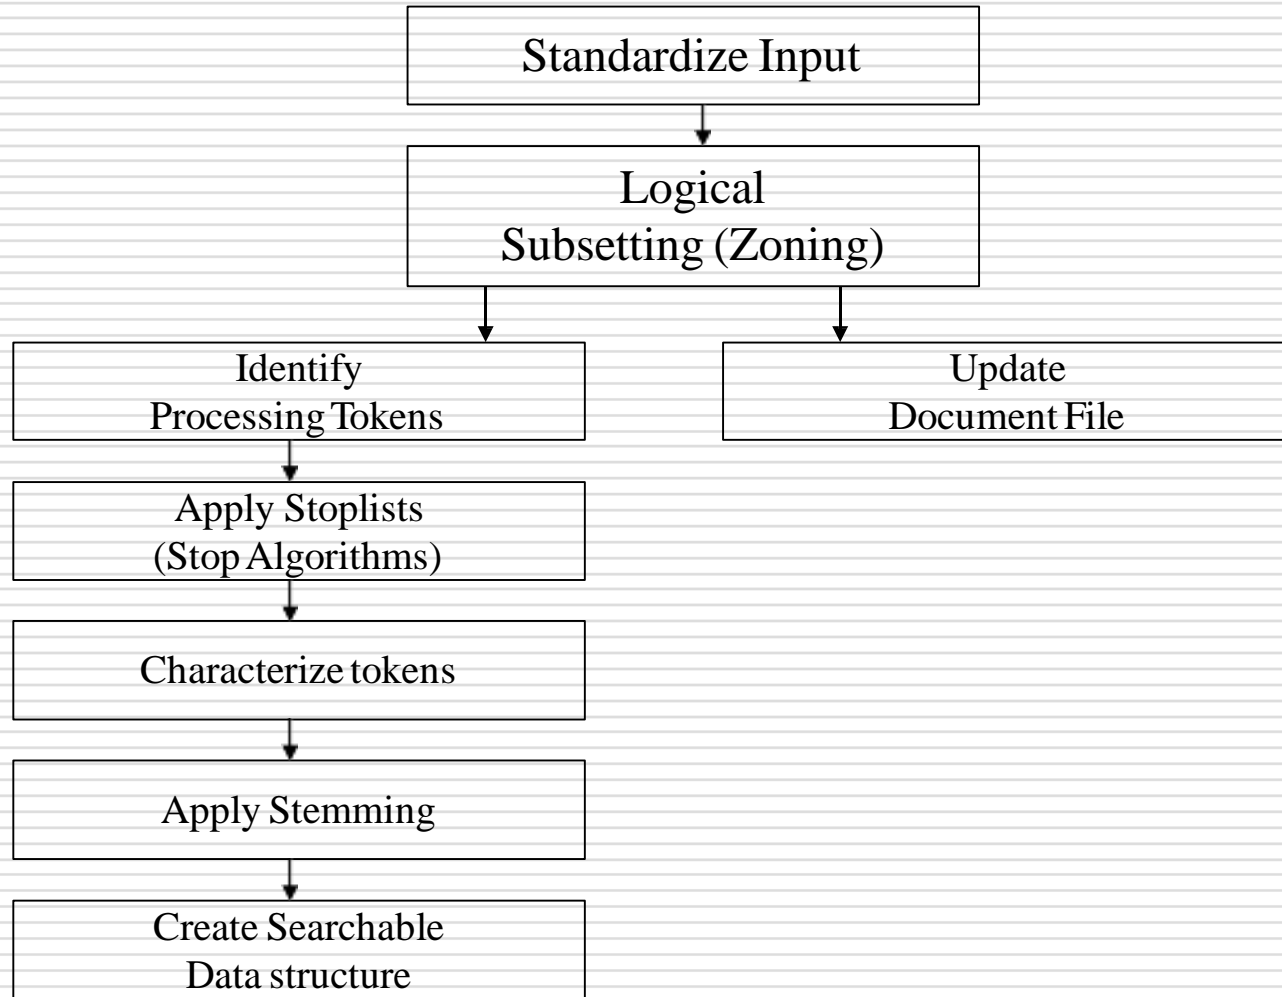 Standardize Input
Logical
Subsetting (Zoning)
Identify
Processing Tokens
Update
Document File
Apply Stoplists
(Stop Algorithms)
Characterize tokens
Apply Stemming
Create Searchable
Data structure